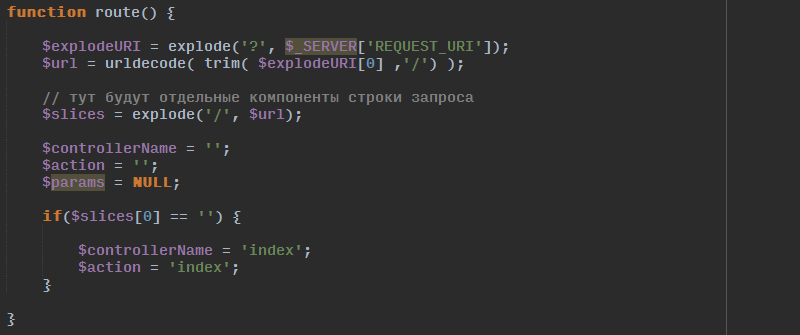 function route() {
$explodeURI = explode('?', $_SERVER['REQUEST_URI']);
$url = urldecode( trim( $explodeURI[0] ,'/') );
// тут будут отдельные компоненты строки запроса
$slices = explode('/', $url);
$controllerName = '';
$action = '';
$params = NULL;
if($slices[0] == '') {
$controllerName = 'index';
$action = 'index';
}
}